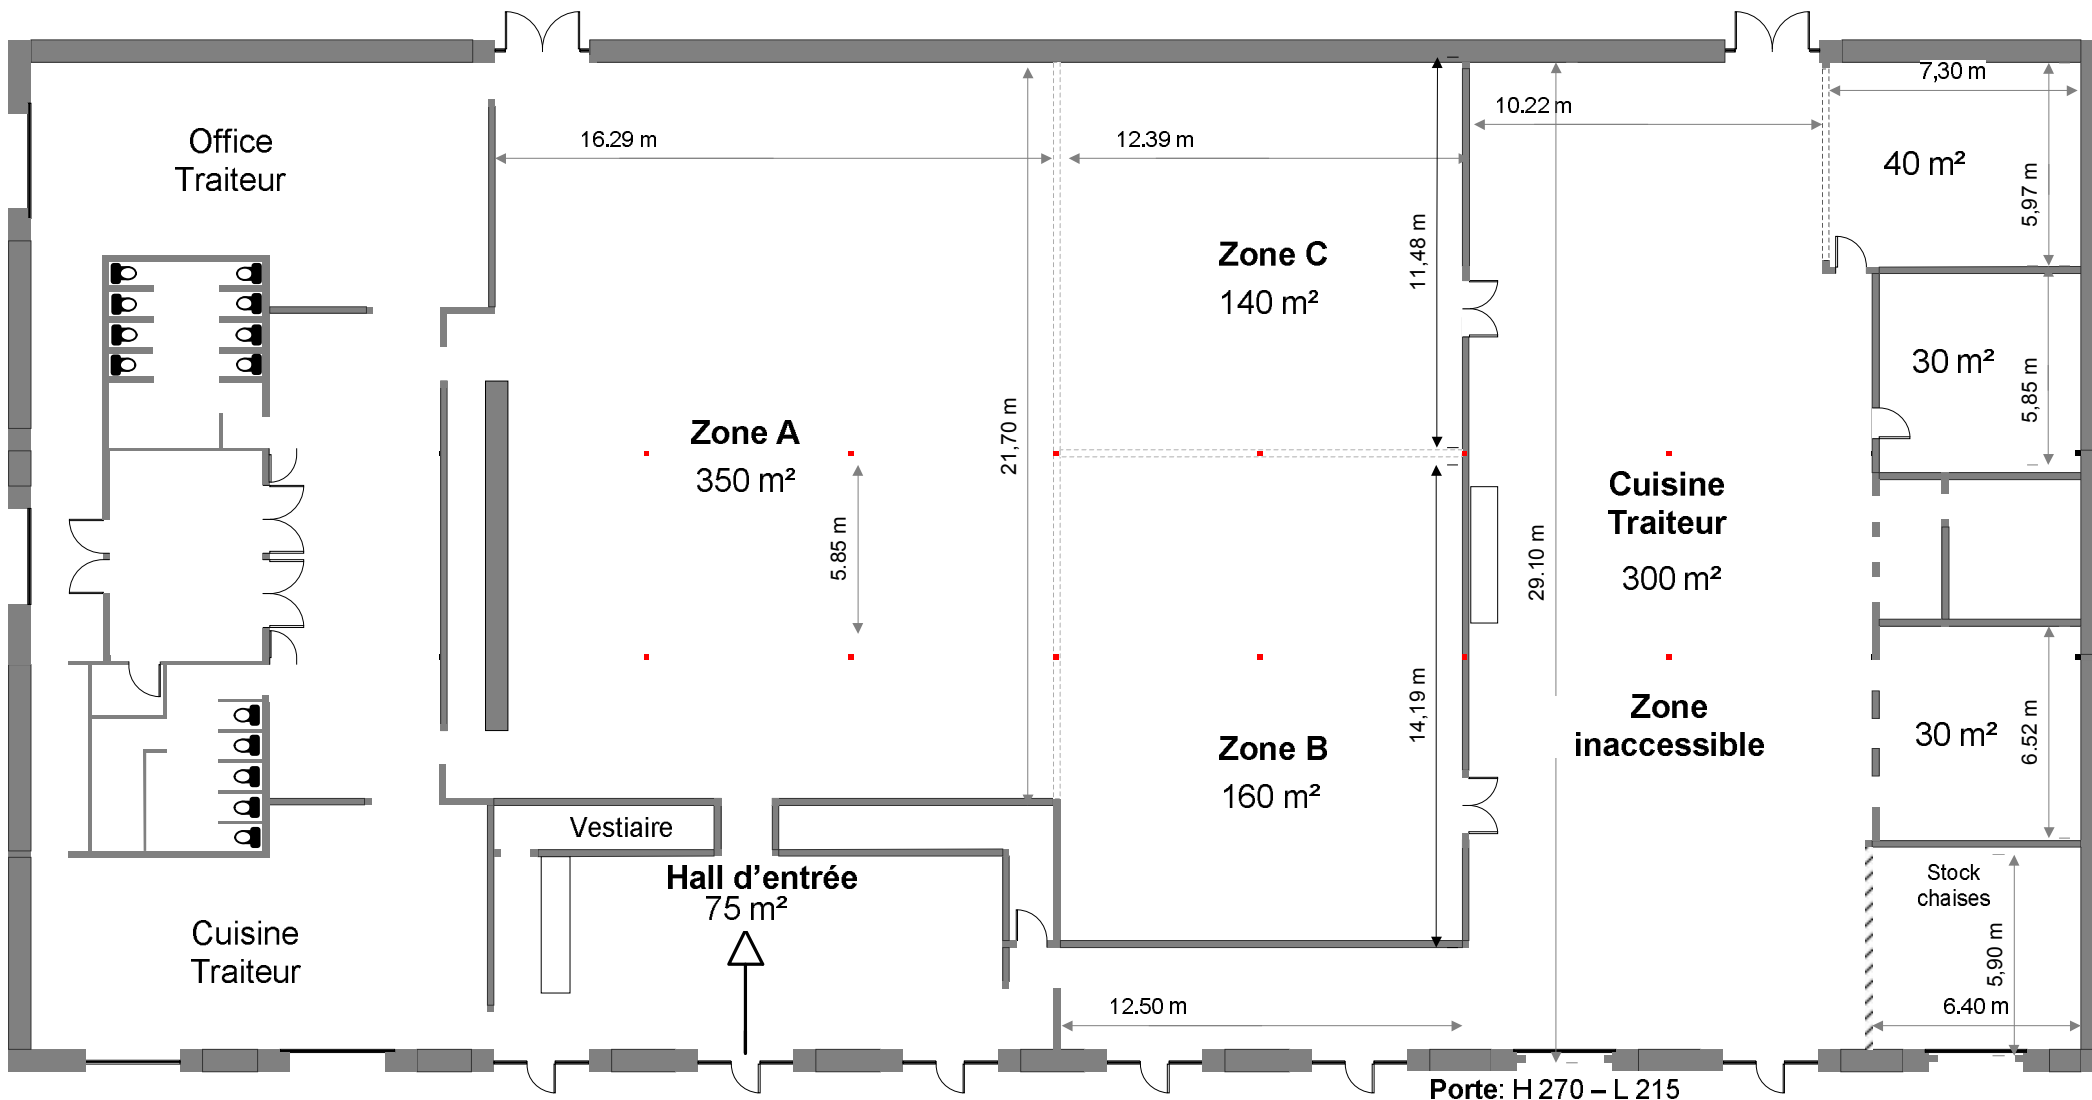 7,30 m
10.22 m
16.29 m
12.39 m
Office
Traiteur
40 m²
5,97 m
Zone C
140 m²
11,48 m
30 m²
5,85 m
Zone A
350 m²
21,70 m
5.85 m
Cuisine
Traiteur
300 m²
29.10 m
Zone
inaccessible
14,19 m
Zone B
160 m²
30 m²
6.52 m
Vestiaire
Hall d’entrée
75 m²
Stock
chaises
5,90 m
6.40 m
Cuisine
Traiteur
12.50 m
Porte: H 270 – L 215